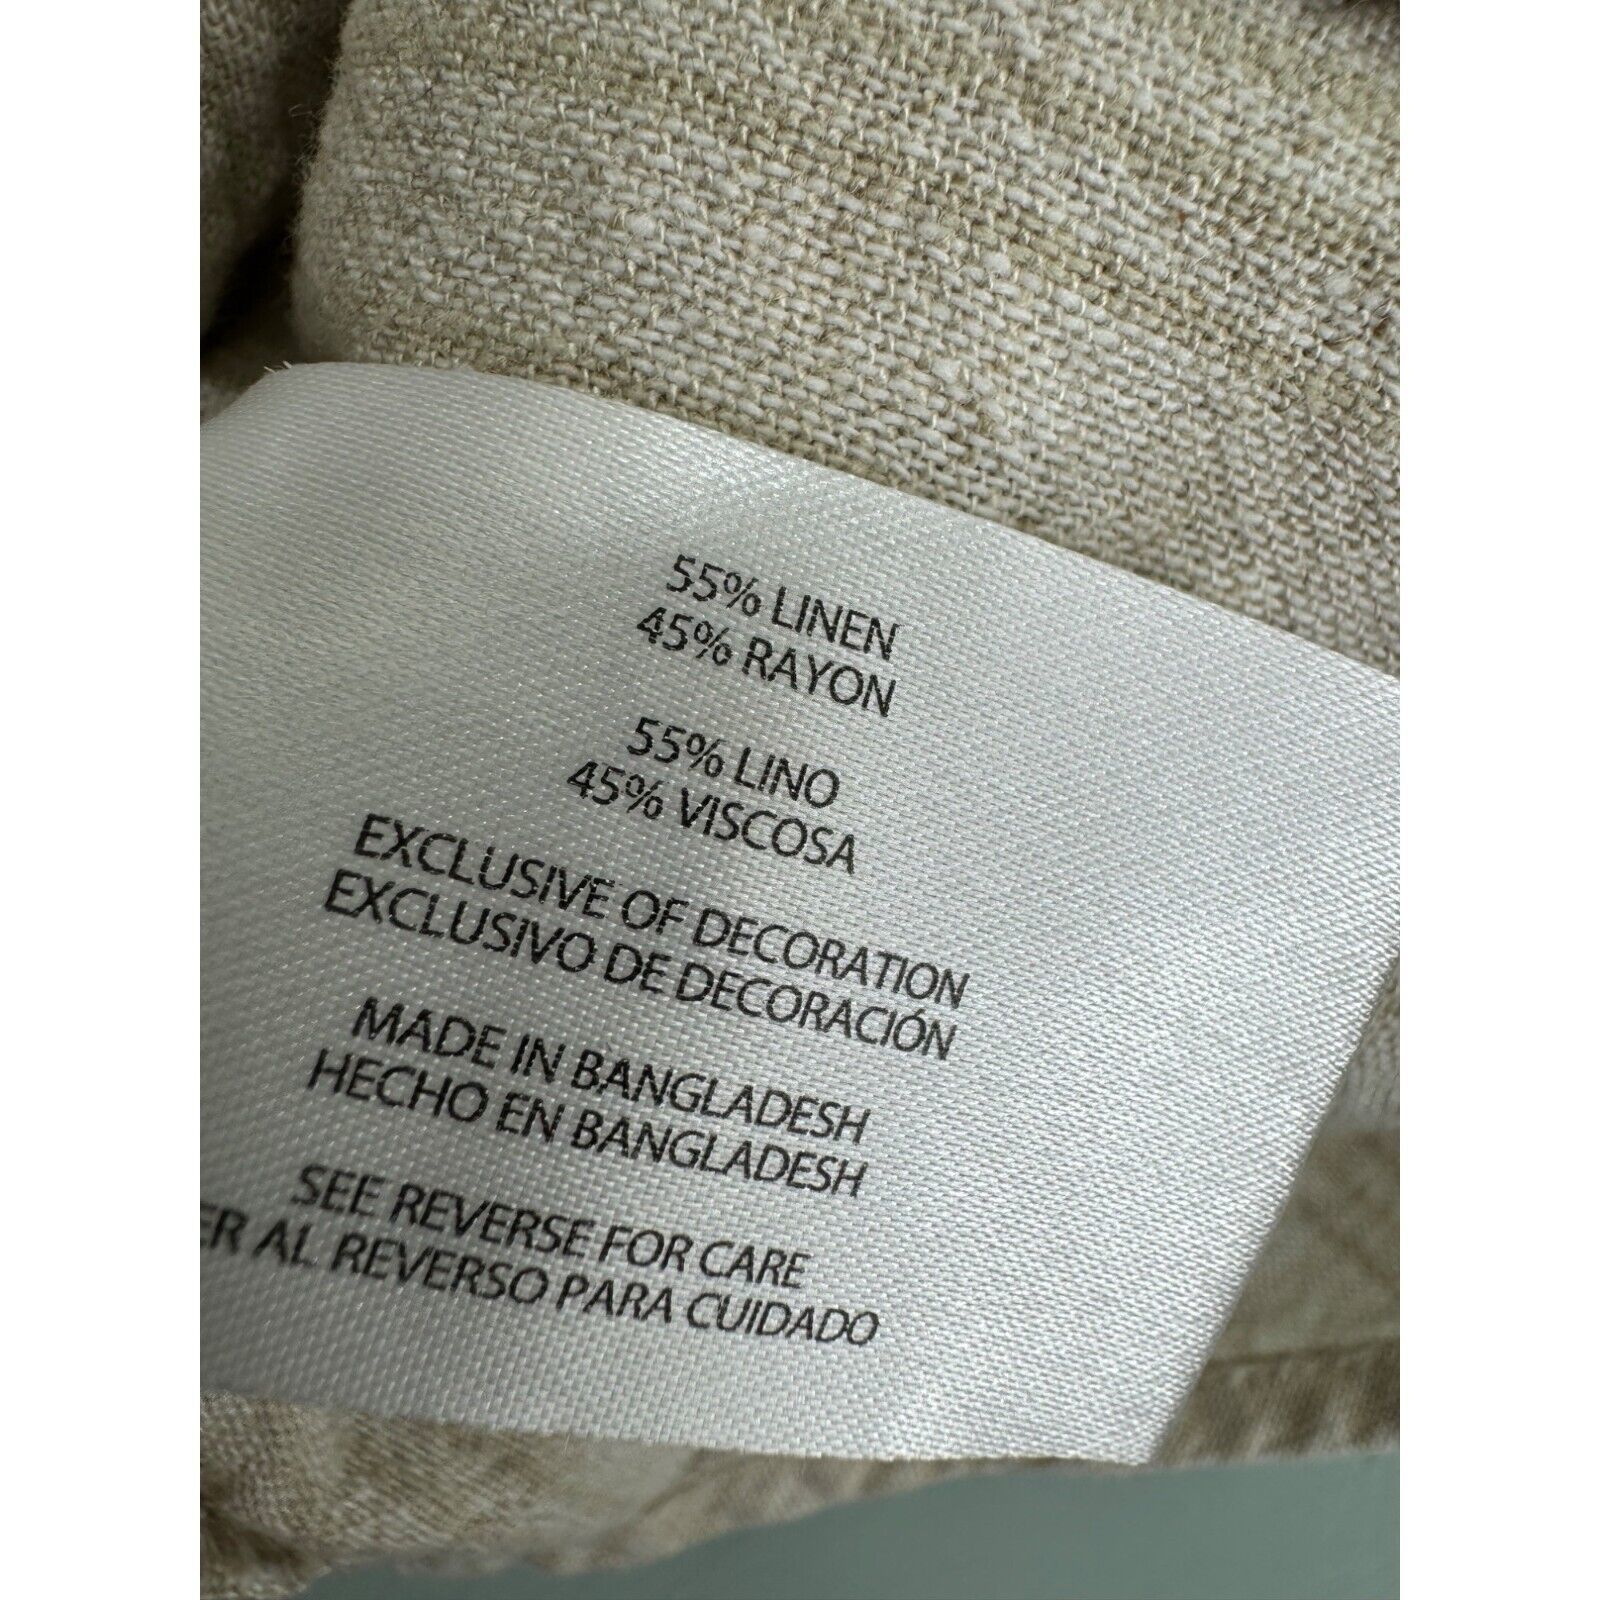 55% LINEN
45% RAYON
55% LINO
45% VISCOSA
EXCLUSIVE OF DECORATION
EXCLUSIVO DE DECORACIÓN
MADE IN BANGLADESH
HECHO EN BANGLADESH
SEE REVERSE FOR CARE
ER AL REVERSO PARA CUIDADO